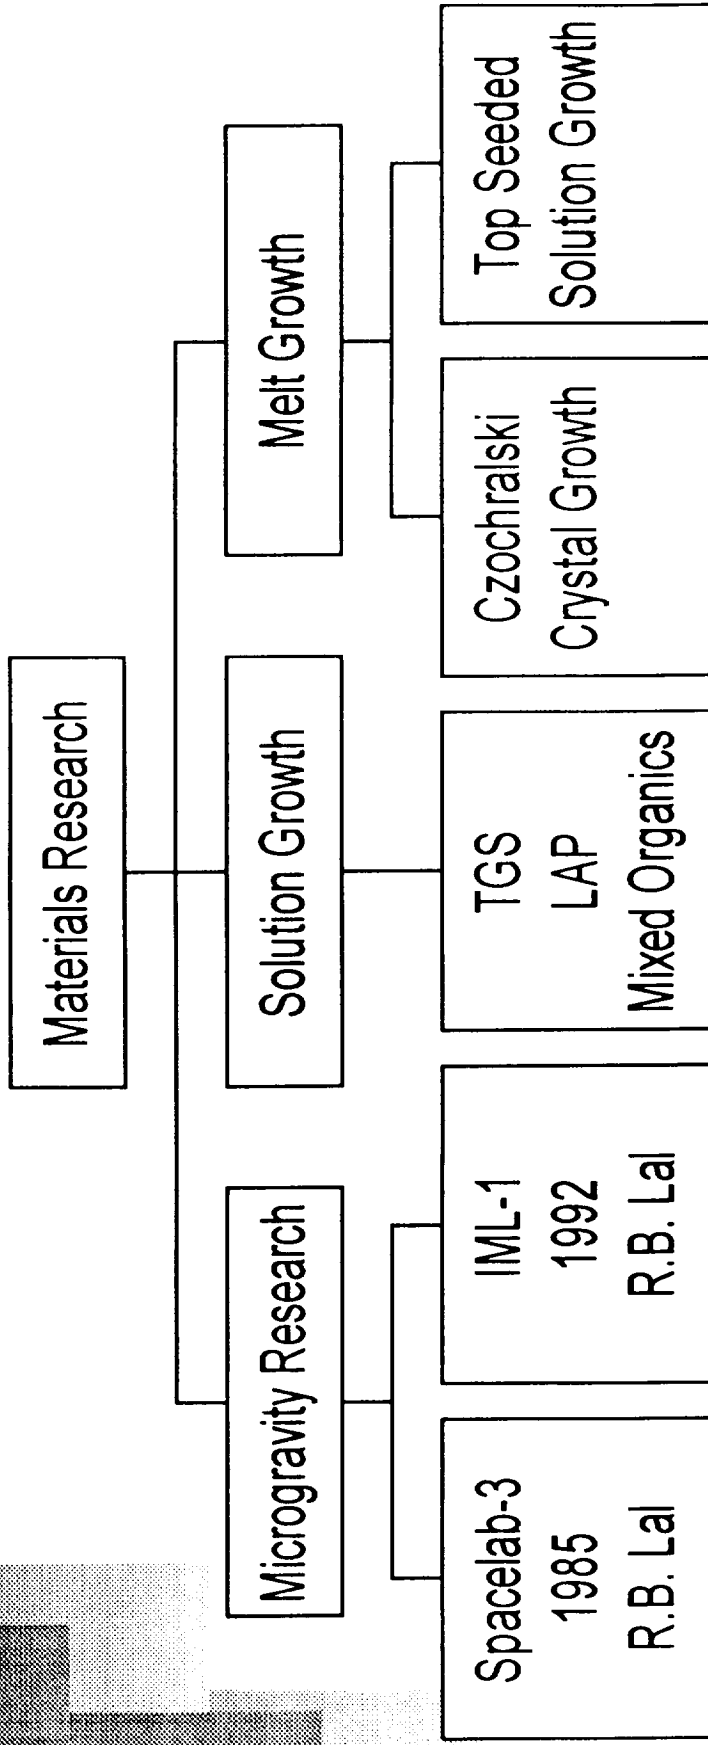 Materials Research
Microgravity Research
Solution Growth
Melt Growth
Spacelab-3
1985
R.B. Lal
IML-1
1992
R.B. Lal
TGS
LAP
Mixed Organics
Czochralski
Crystal Growth
Top Seeded
Solution Growth